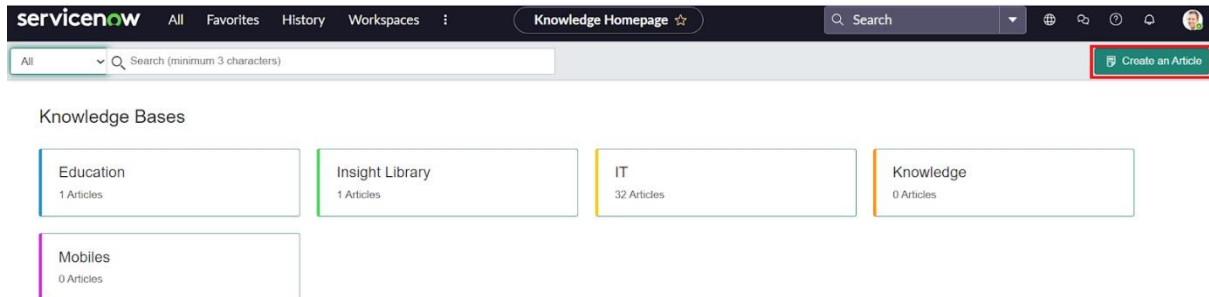 servicenow All Favorites History Workspaces Knowledge Homepage Search
All Search (minimum 3 characters) Create an Article
Knowledge Bases
Education Insight Library IT Knowledge
1 Articles 1 Articles 32 Articles 0 Articles
Mobiles
0 Articles